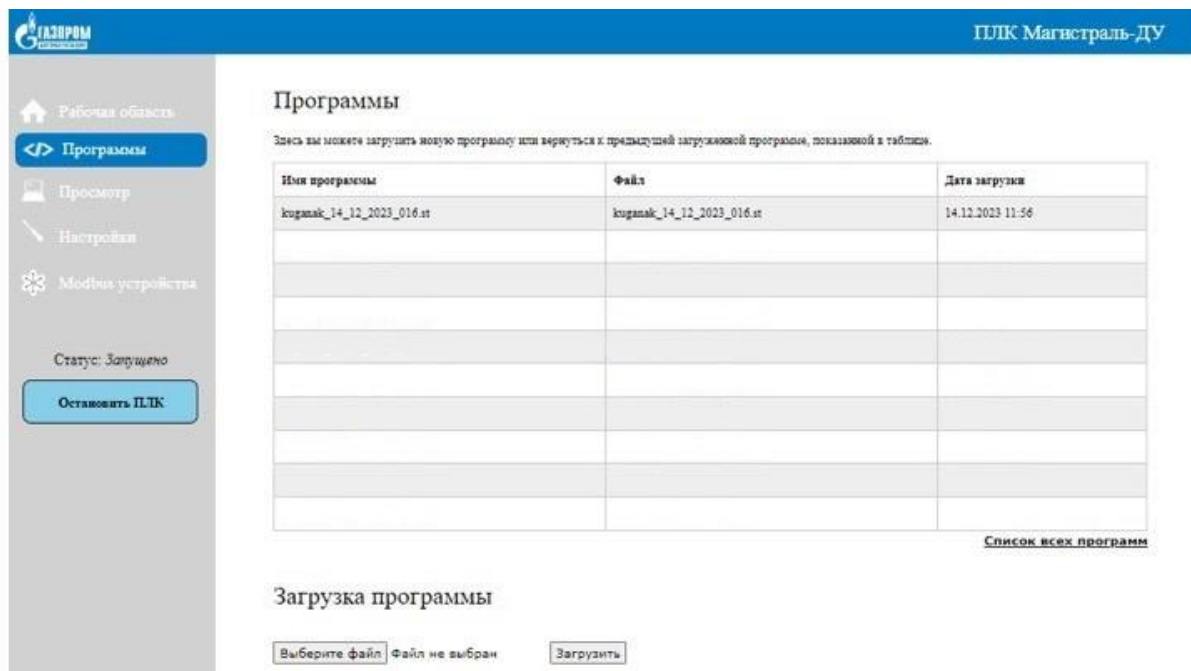 ГАЗПРОМ
ПЛК Магистраль-ДУ
Рабочая область
Программы
Просмотр
Настройки
Modbus устройства
Статус: Запущено
Остановить ПЛК
Программы
Здесь вы можете загрузить новую программу или вернуться к предыдущей загруженной программе, показанной в таблице.
Имя программы Файл Дата загрузки
kuganak_14_12_2023_016.st kuganak_14_12_2023_016.st 14.12.2023 11:56
Список всех программ
Загрузка программы
Выберите файл Файл не выбран Загрузить